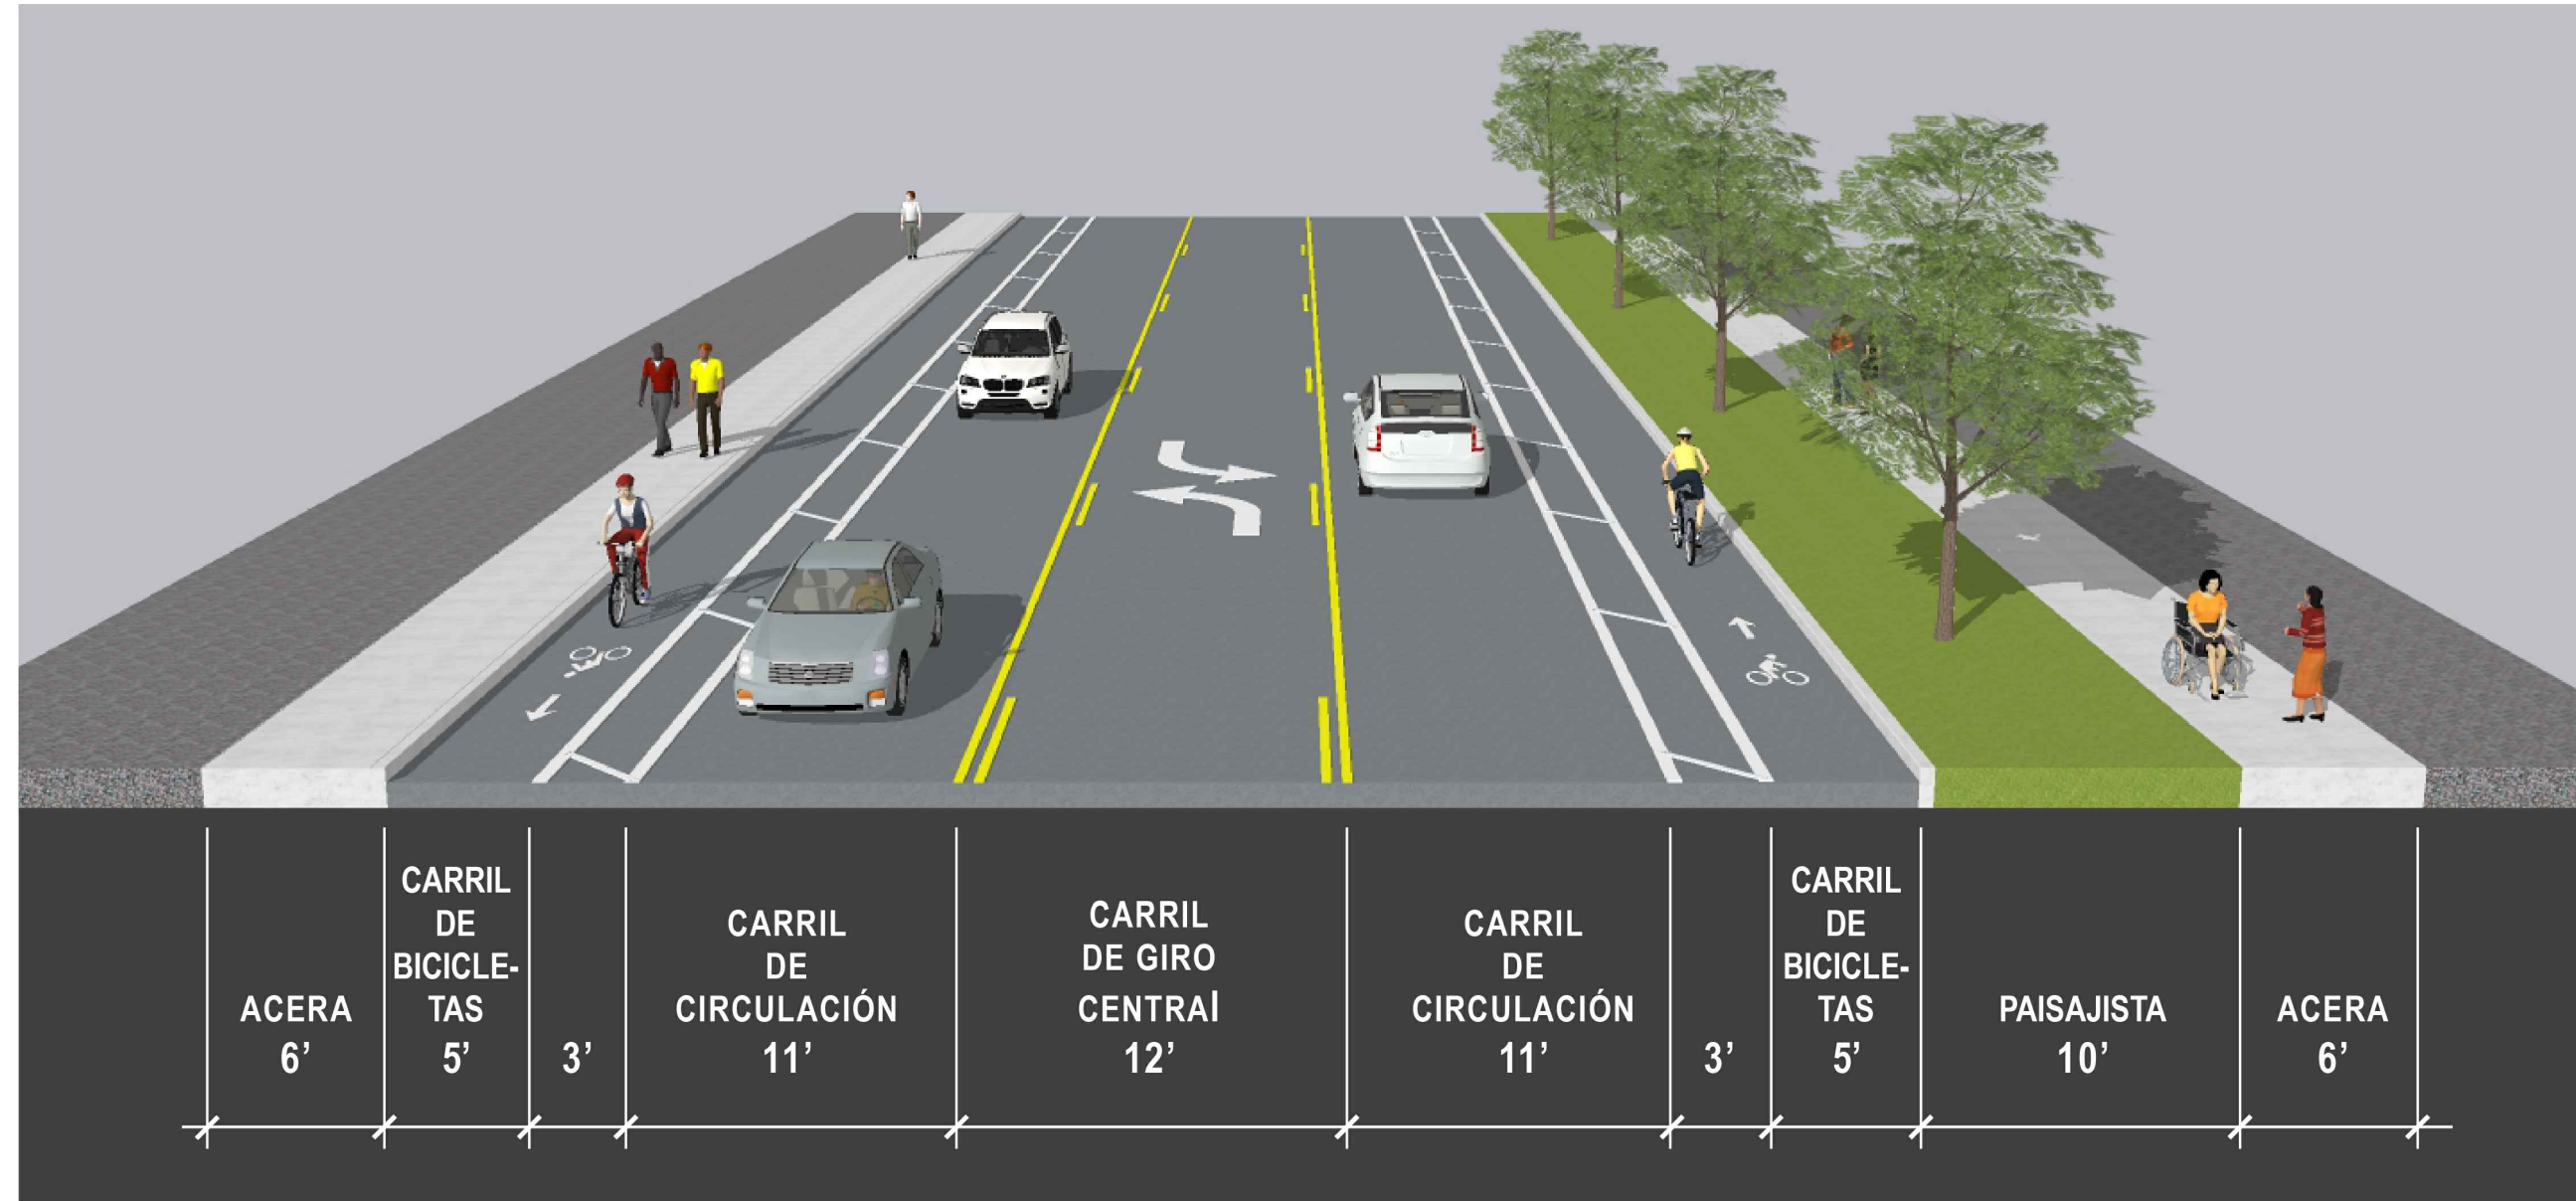 ACERA
6’
CARRIL
DE
BICICLE-
TAS
5’
3’
CARRIL
DE
CIRCULACIÓN
11’
CARRIL
DE GIRO
CENTRAl
12’
CARRIL
DE
CIRCULACIÓN
11’
3’
CARRIL
DE
BICICLE-
TAS
5’
PAISAJISTA
10’
ACERA
6’